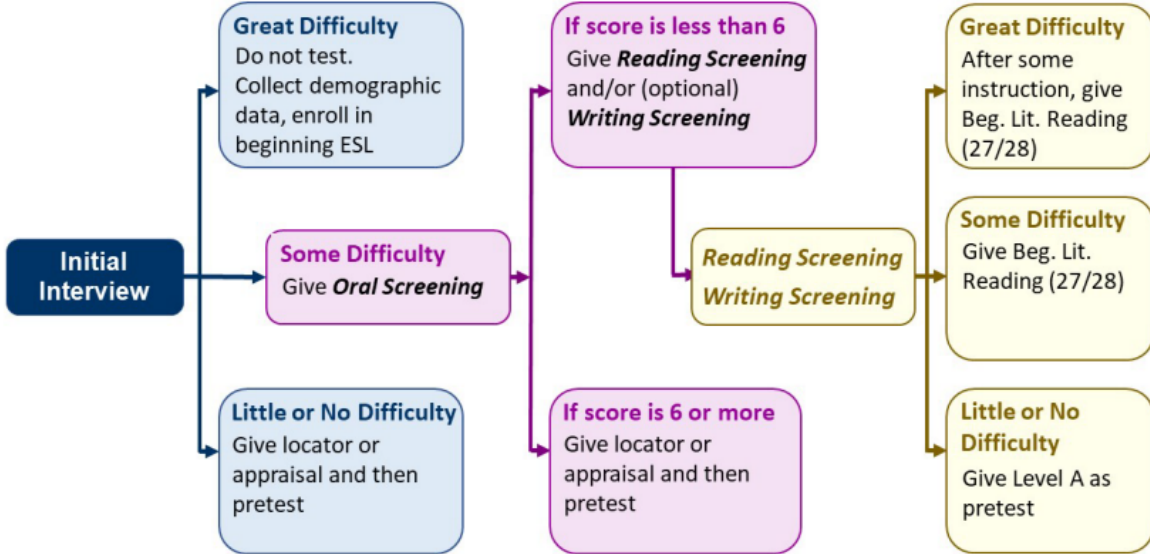 Initial
Interview
Great Difficulty
Do not test.
Collect demographic
data, enroll in
beginning ESL
Some Difficulty
Give Oral Screening
Little or No Difficulty
Give locator or
appraisal and then
pretest
If score is less than 6
Give Reading Screening
and/or (optional)
Writing Screening
If score is 6 or more
Give locator or
appraisal and then
pretest
Reading Screening
Writing Screening
Great Difficulty
After some
instruction, give
Beg. Lit. Reading
(27/28)
Some Difficulty
Give Beg. Lit.
Reading (27/28)
Little or No
Difficulty
Give Level A as
pretest